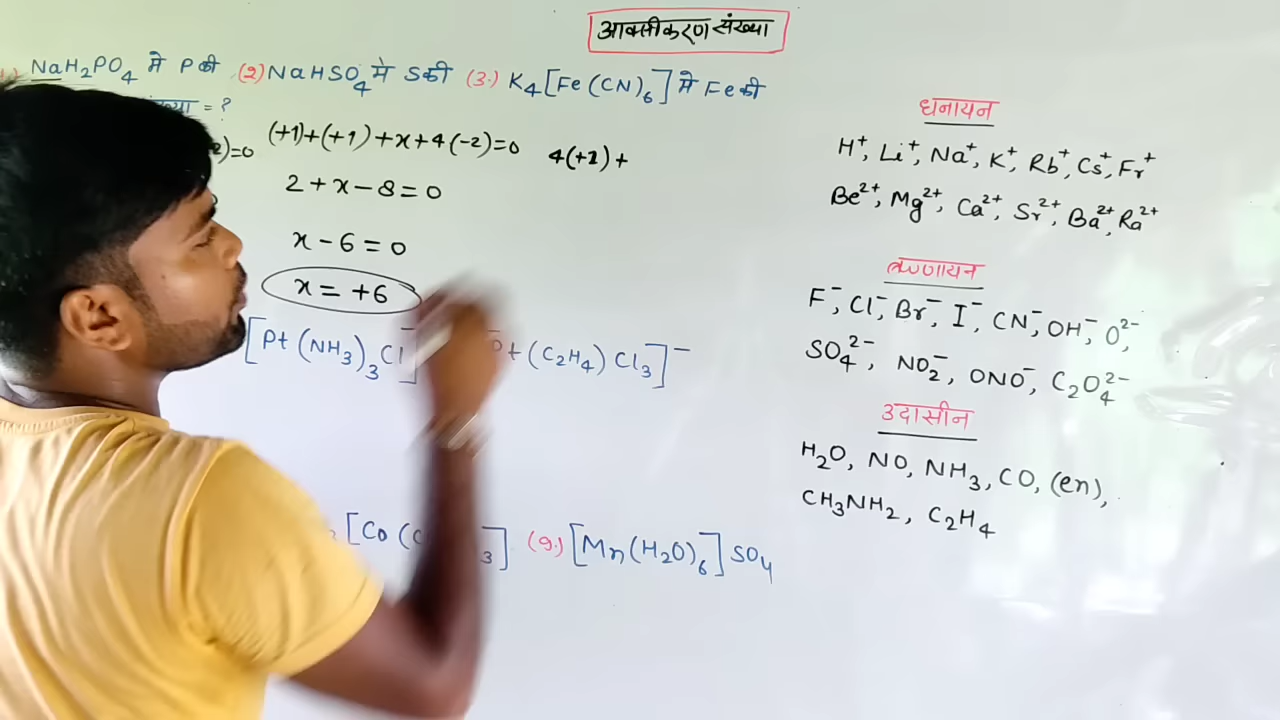 आक्सीकरण संख्या
NaH₂PO₄ मे P की (2) NaHSO₄ मे S की (3.) K₄[Fe(CN)₆] मे Fe की
= ?
)=0
(+1)+(+1)+x+4(-2)=0
4(+1)+
2+x-8=0
x-6=0
x=+6
[Pt(NH₃)₃Cl
t(C₂H₄)Cl₃]⁻
[Co(
₃] (9.) [Mn(H₂O)₆]SO₄
धनायन
H⁺, Li⁺, Na⁺, K⁺, Rb⁺, Cs⁺, Fr⁺
Be²⁺, Mg²⁺, Ca²⁺, Sr²⁺, Ba²⁺, Ra²⁺
ऋणायन
F⁻, Cl⁻, Br⁻, I⁻, CN⁻, OH⁻, O²⁻,
SO₄²⁻, NO₂⁻, ONO⁻, C₂O₄²⁻
उदासीन
H₂O, NO, NH₃, CO, (en),
CH₃NH₂, C₂H₄